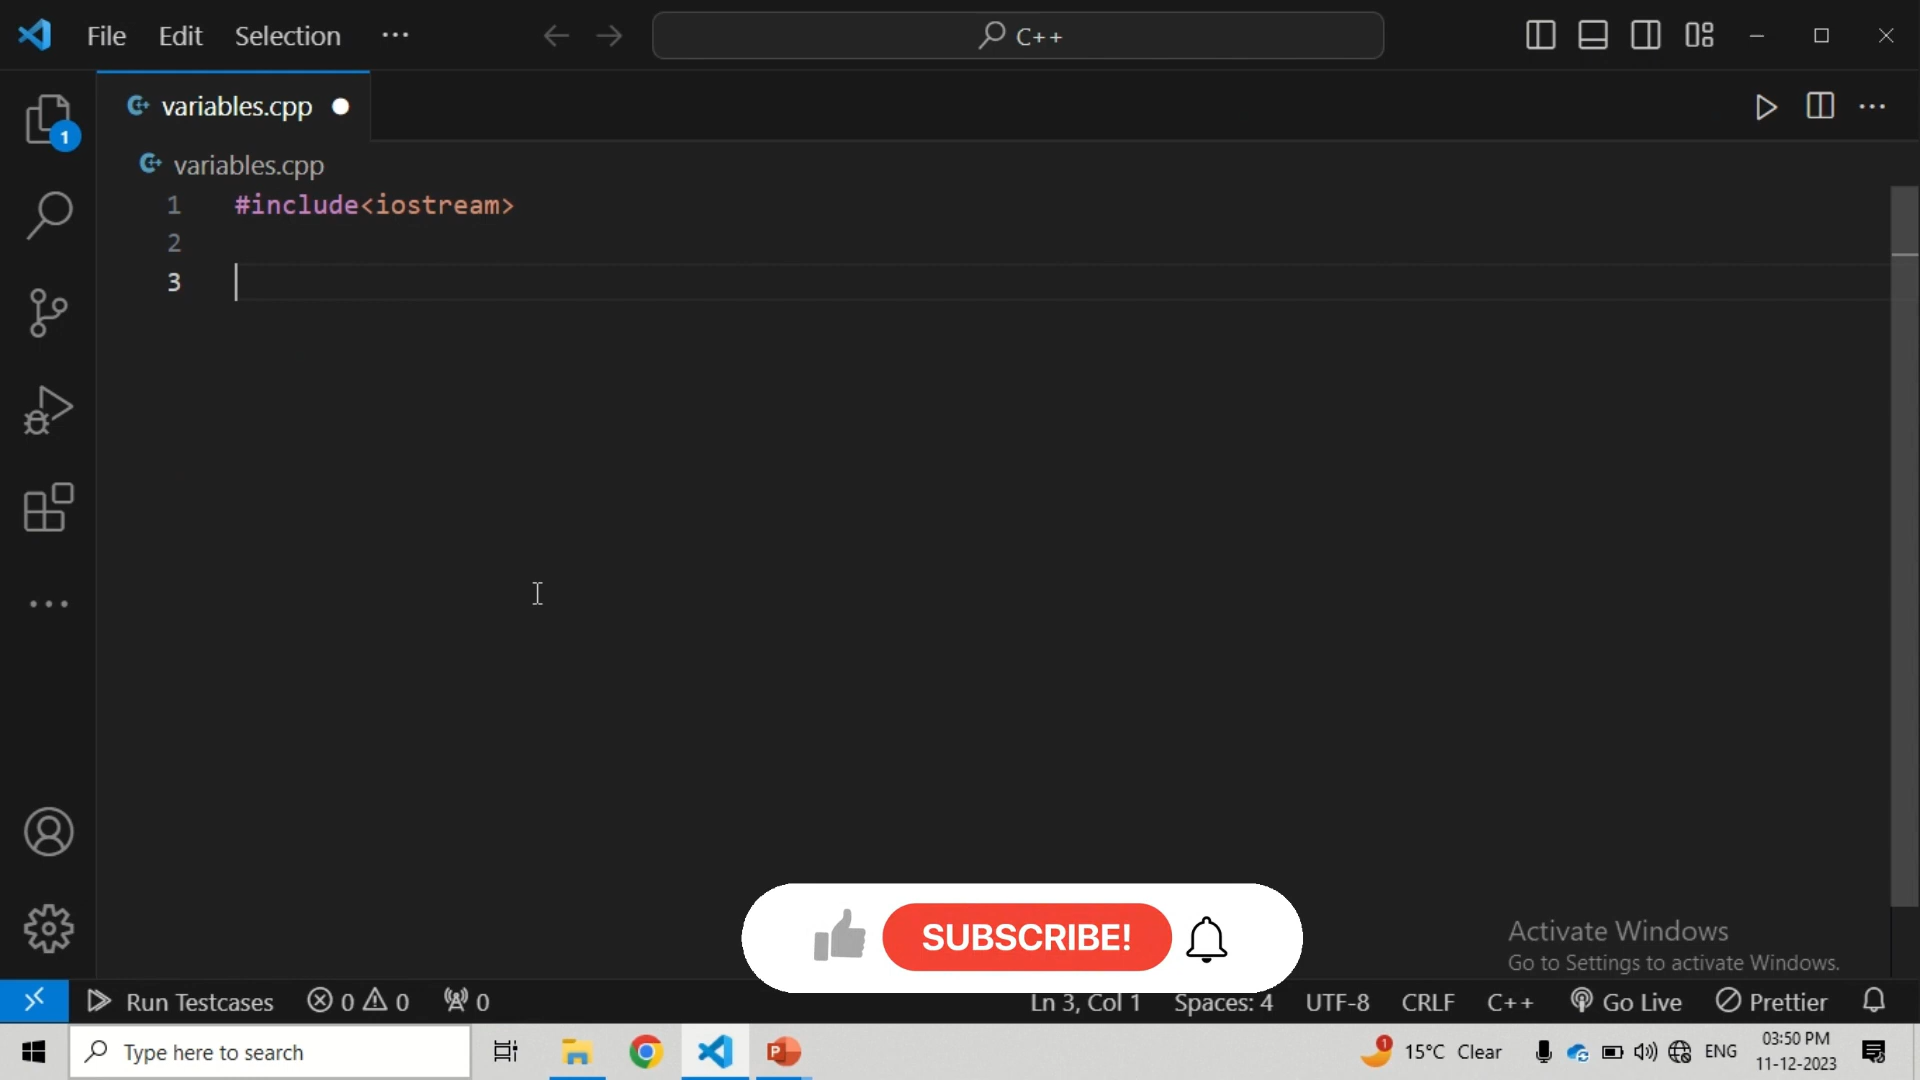 File Edit Selection ···
C++
variables.cpp
1
variables.cpp
1 #include<iostream>
2
3
SUBSCRIBE!
Activate Windows
Go to Settings to activate Windows.
Run Testcases 0 0 0 Ln 3, Col 1 Spaces: 4 UTF-8 CRLF C++ Go Live Prettier
Type here to search 1 15°C Clear ENG 03:50 PM
11-12-2023